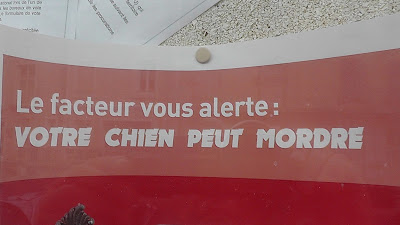 Le facteur vous alerte :
VOTRE CHIEN PEUT MORDRE